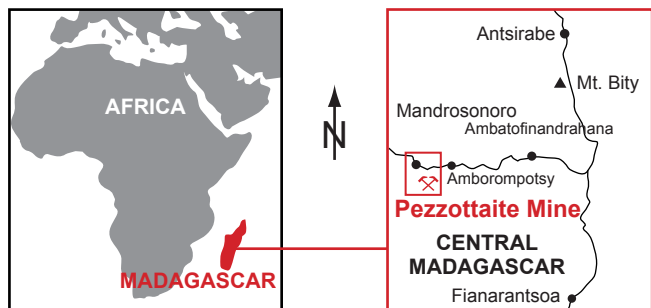 AFRICA
MADAGASCAR
N
Antsirabe
Mt. Bity
Mandrosonoro
Ambatofinandrahana
Amborompotsy
Pezzottaite Mine
CENTRAL
MADAGASCAR
Fianarantsoa